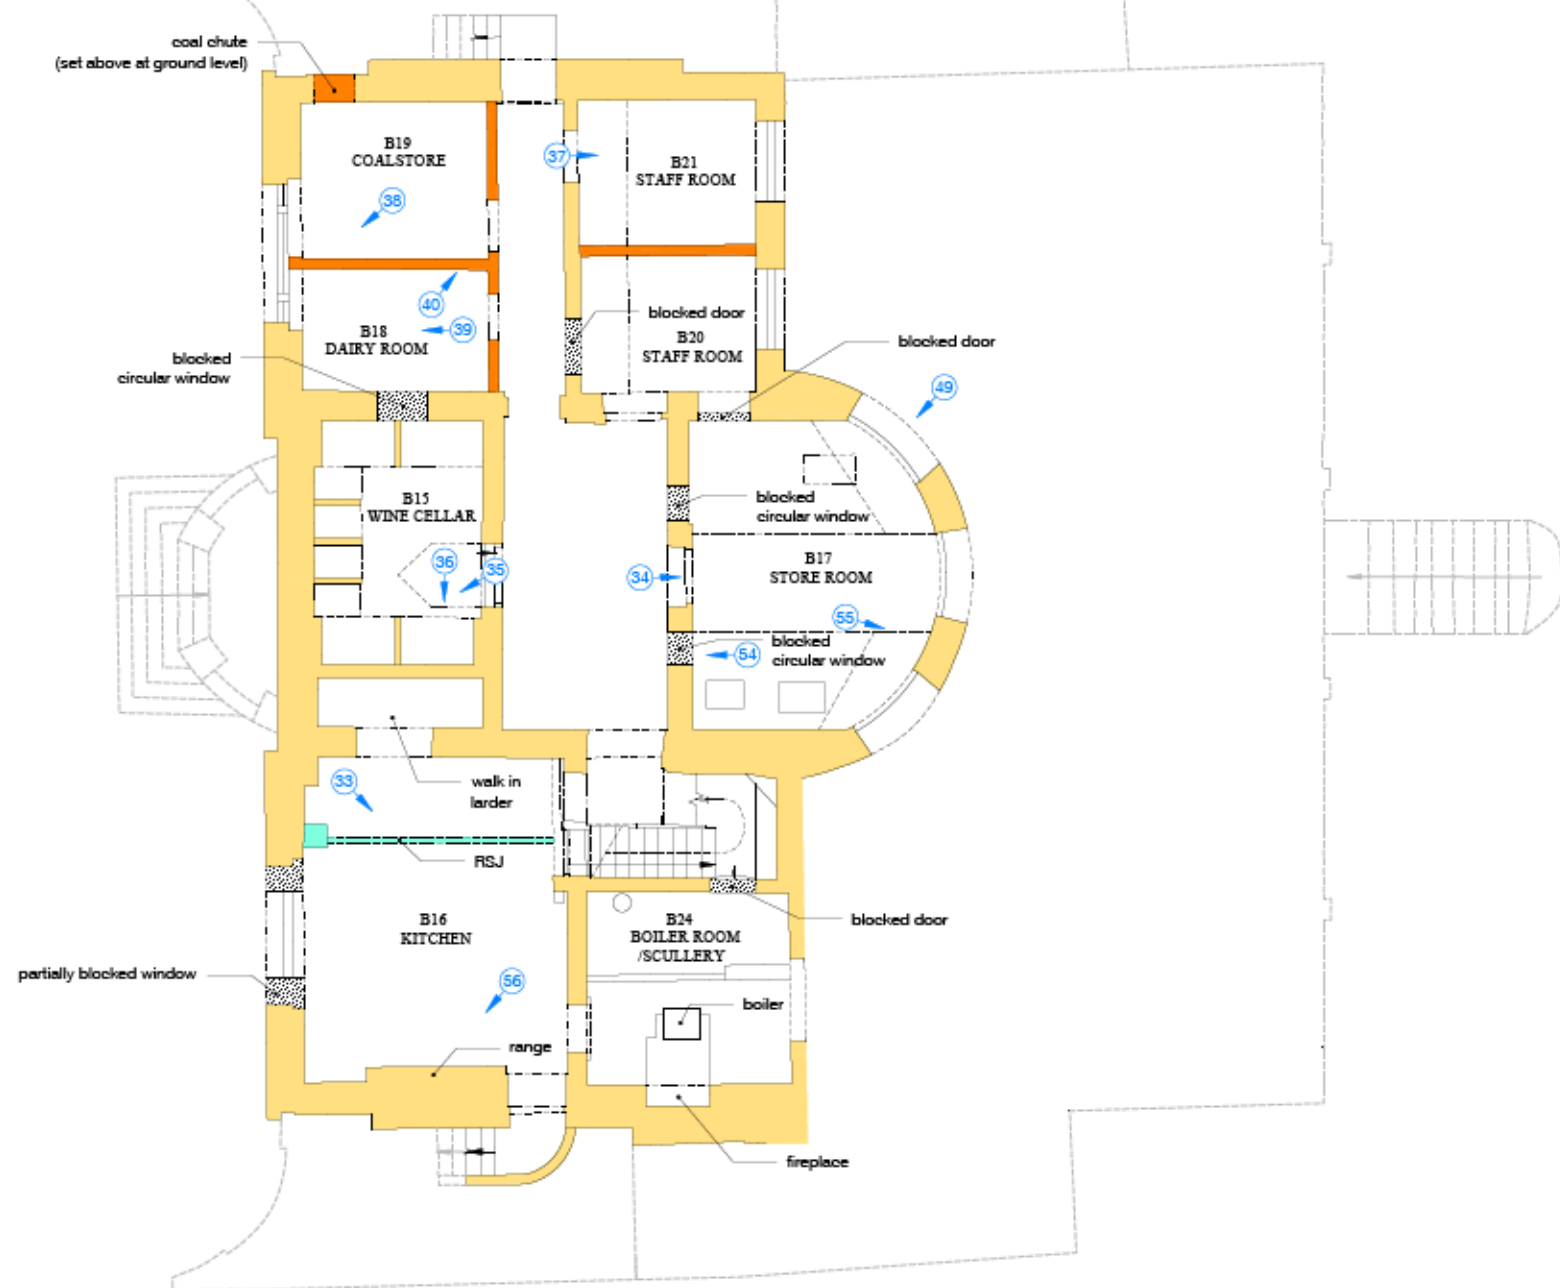 coal chute
(set above at ground level)
B19
COALSTORE
37
B21
STAFF ROOM
38
40
39
B18
DAIRY ROOM
blocked door
B20
STAFF ROOM
blocked door
blocked
circular window
49
B15
WINE CELLAR
blocked
circular window
36
35
34
B17
STORE ROOM
55
54
blocked
circular window
33
walk in
larder
RSJ
B16
KITCHEN
B24
BOILER ROOM
/SCULLERY
blocked door
partially blocked window
56
boiler
range
fireplace